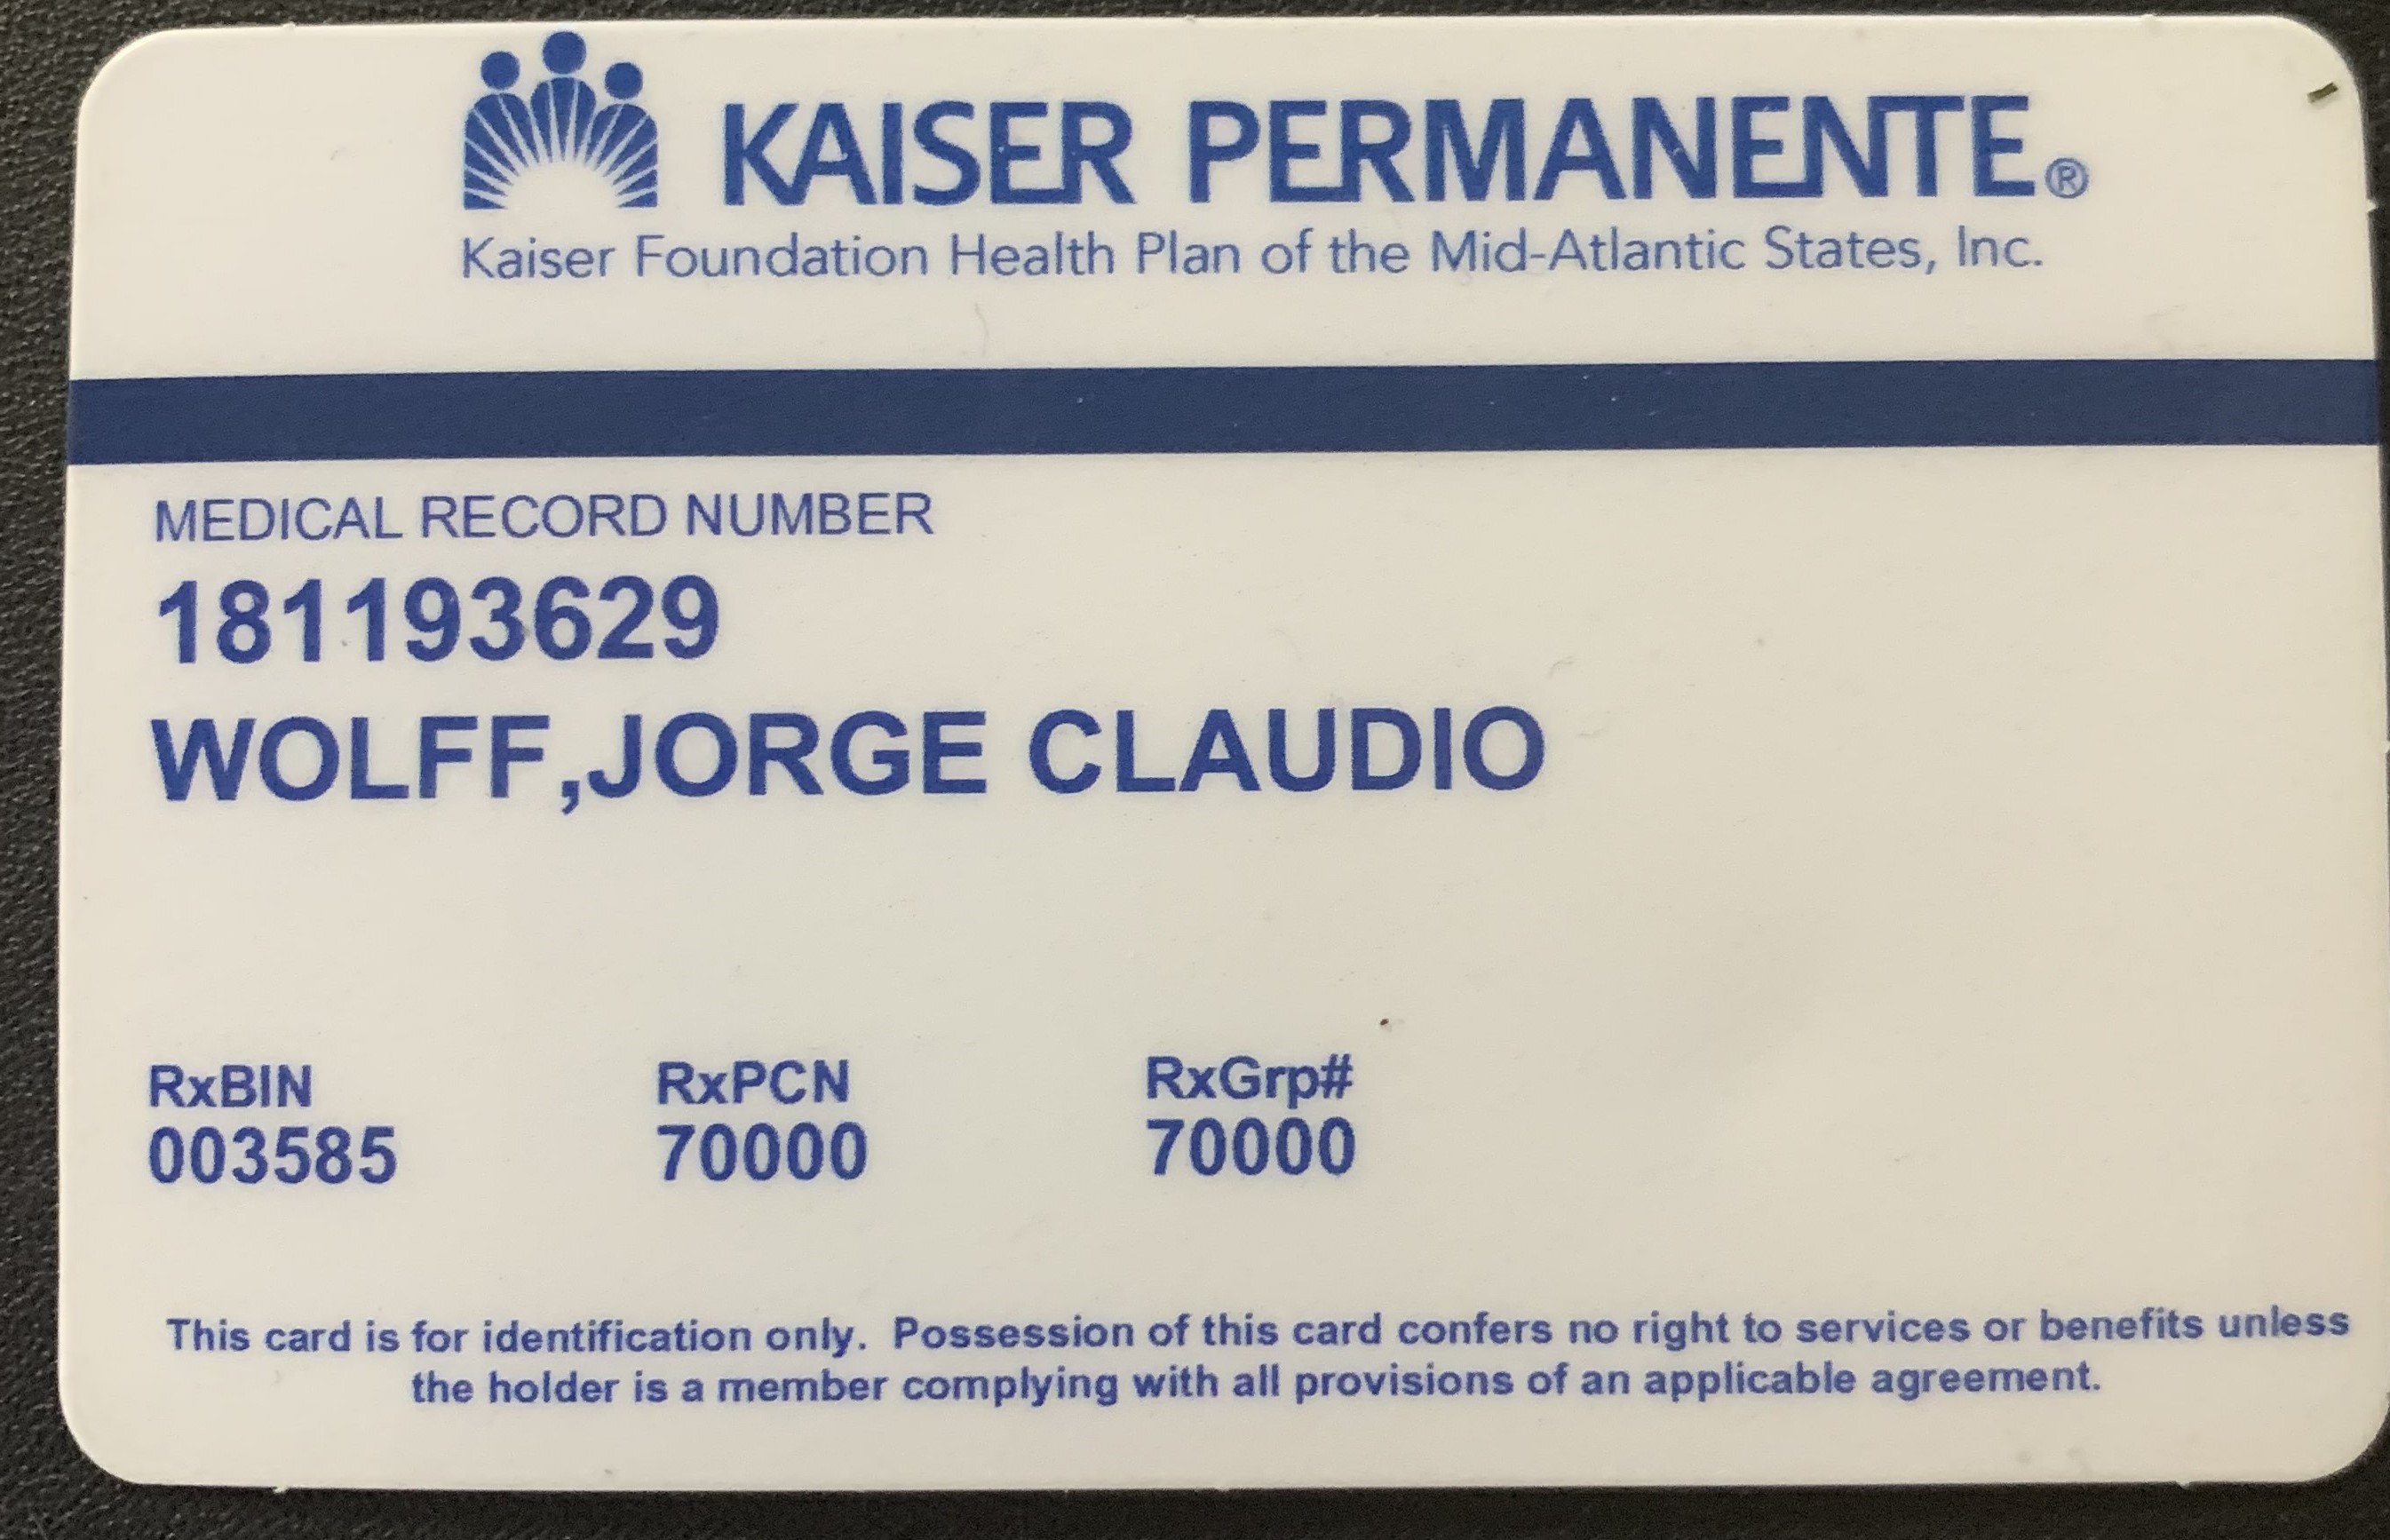 KAISER PERMANENTE®
Kaiser Foundation Health Plan of the Mid-Atlantic States, Inc.
MEDICAL RECORD NUMBER
181193629
WOLFF,JORGE CLAUDIO
RxBIN RxPCN RxGrp#
003585 70000 70000
This card is for identification only. Possession of this card confers no right to services or benefits unless
the holder is a member complying with all provisions of an applicable agreement.